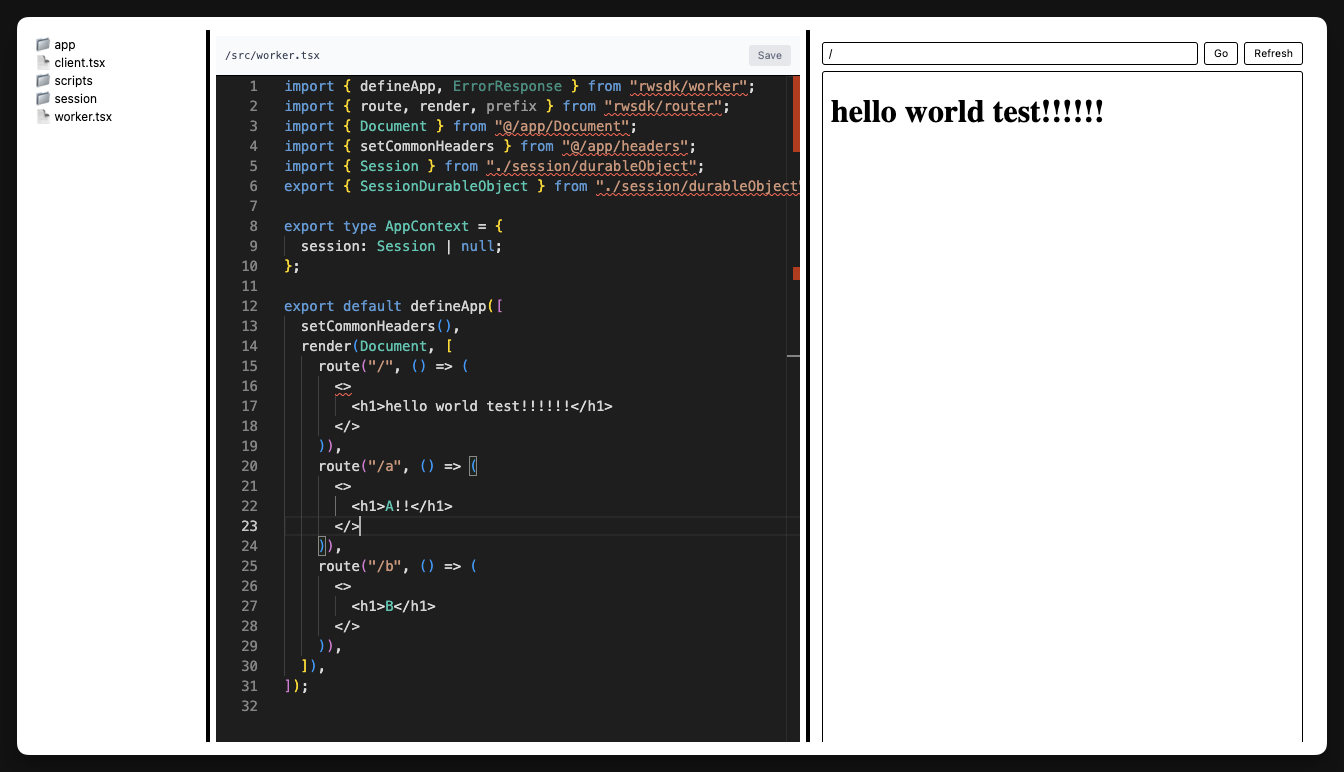 app
client.tsx
scripts
session
worker.tsx
/src/worker.tsx
Save
1 import { defineApp, ErrorResponse } from "rwsdk/worker";
2 import { route, render, prefix } from "rwsdk/router";
3 import { Document } from "@/app/Document";
4 import { setCommonHeaders } from "@/app/headers";
5 import { Session } from "./session/durableObject";
6 export { SessionDurableObject } from "./session/durableObject"
7
8 export type AppContext = {
9   session: Session | null;
10 };
11
12 export default defineApp([
13   setCommonHeaders(),
14   render(Document, [
15     route("/", () => (
16       <>
17         <h1>hello world test!!!!!!</h1>
18       </>
19     )),
20     route("/a", () => (
21       <>
22         <h1>A!!</h1>
23       </>
24     )),
25     route("/b", () => (
26       <>
27         <h1>B</h1>
28       </>
29     )),
30   ]),
31 ]);
32
/
Go
Refresh
hello world test!!!!!!